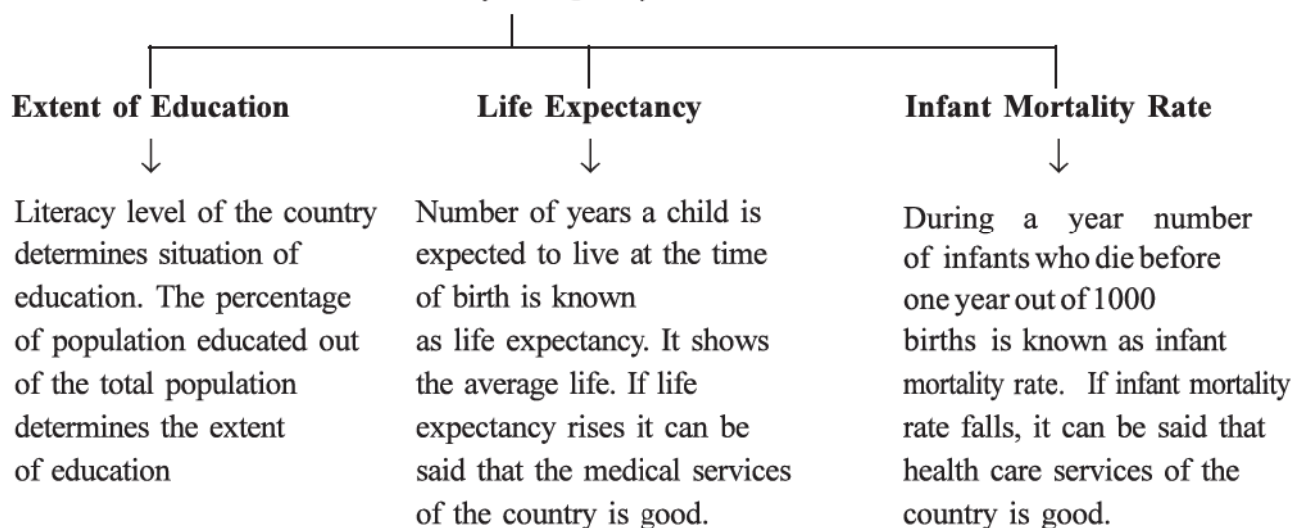 Extent of Education
Life Expectancy
Infant Mortality Rate
Literacy level of the country
determines situation of
education. The percentage
of population educated out
of the total population
determines the extent
of education
Number of years a child is
expected to live at the time
of birth is known
as life expectancy. It shows
the average life. If life
expectancy rises it can be
said that the medical services
of the country is good.
During a year number
of infants who die before
one year out of 1000
births is known as infant
mortality rate. If infant mortality
rate falls, it can be said that
health care services of the
country is good.